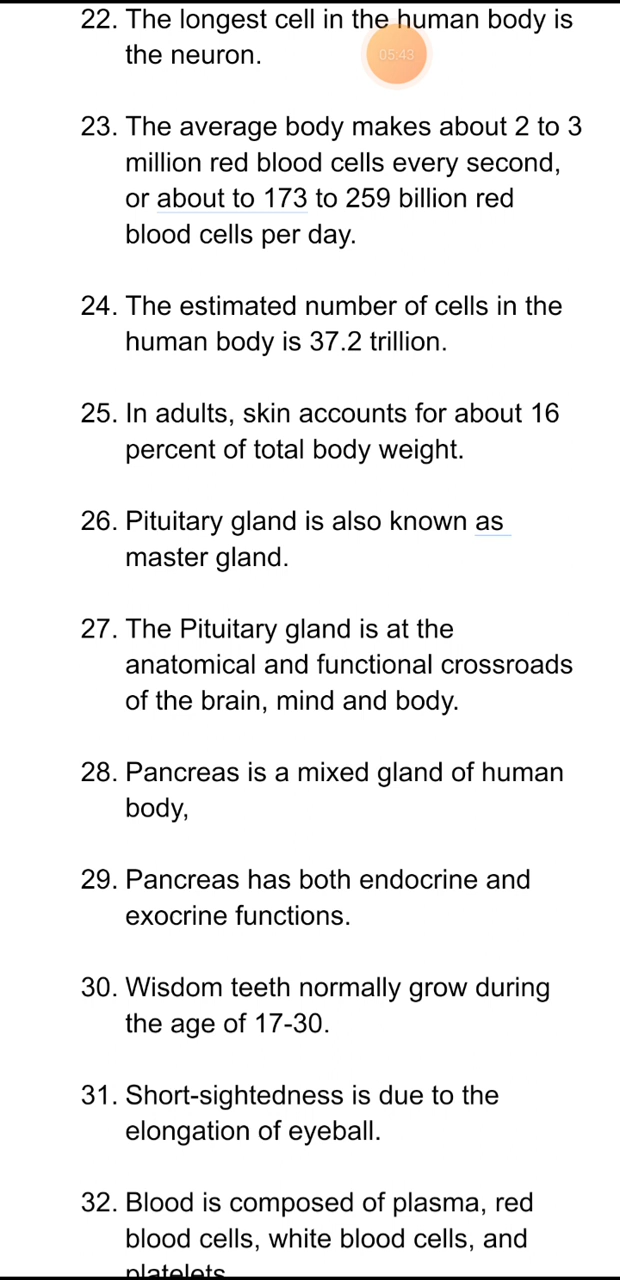 22. The longest cell in the human body is
the neuron.
05:43
23. The average body makes about 2 to 3
million red blood cells every second,
or about to 173 to 259 billion red
blood cells per day.
24. The estimated number of cells in the
human body is 37.2 trillion.
25. In adults, skin accounts for about 16
percent of total body weight.
26. Pituitary gland is also known as
master gland.
27. The Pituitary gland is at the
anatomical and functional crossroads
of the brain, mind and body.
28. Pancreas is a mixed gland of human
body,
29. Pancreas has both endocrine and
exocrine functions.
30. Wisdom teeth normally grow during
the age of 17-30.
31. Short-sightedness is due to the
elongation of eyeball.
32. Blood is composed of plasma, red
blood cells, white blood cells, and
platelets